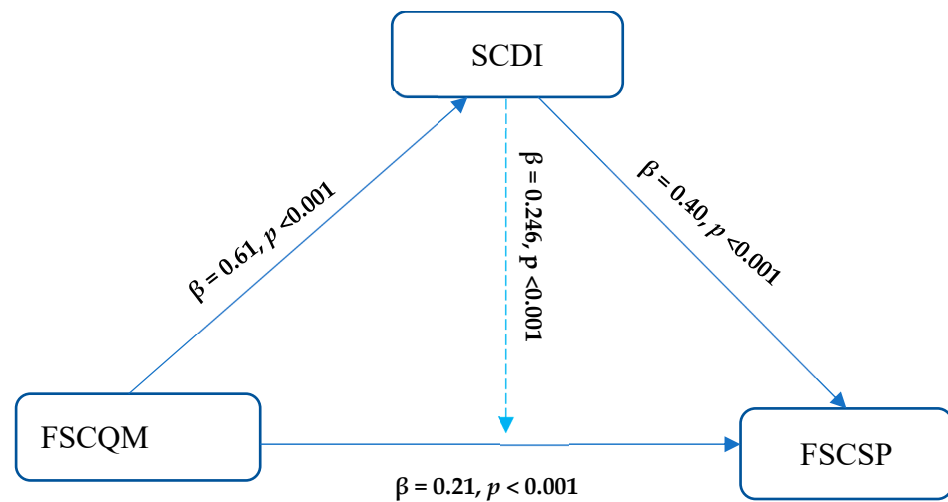 SCDI
β = 0.61, p <0.001
β = 0.246, p <0.001
β = 0.40, p <0.001
FSCQM
FSCSP
β = 0.21, p < 0.001